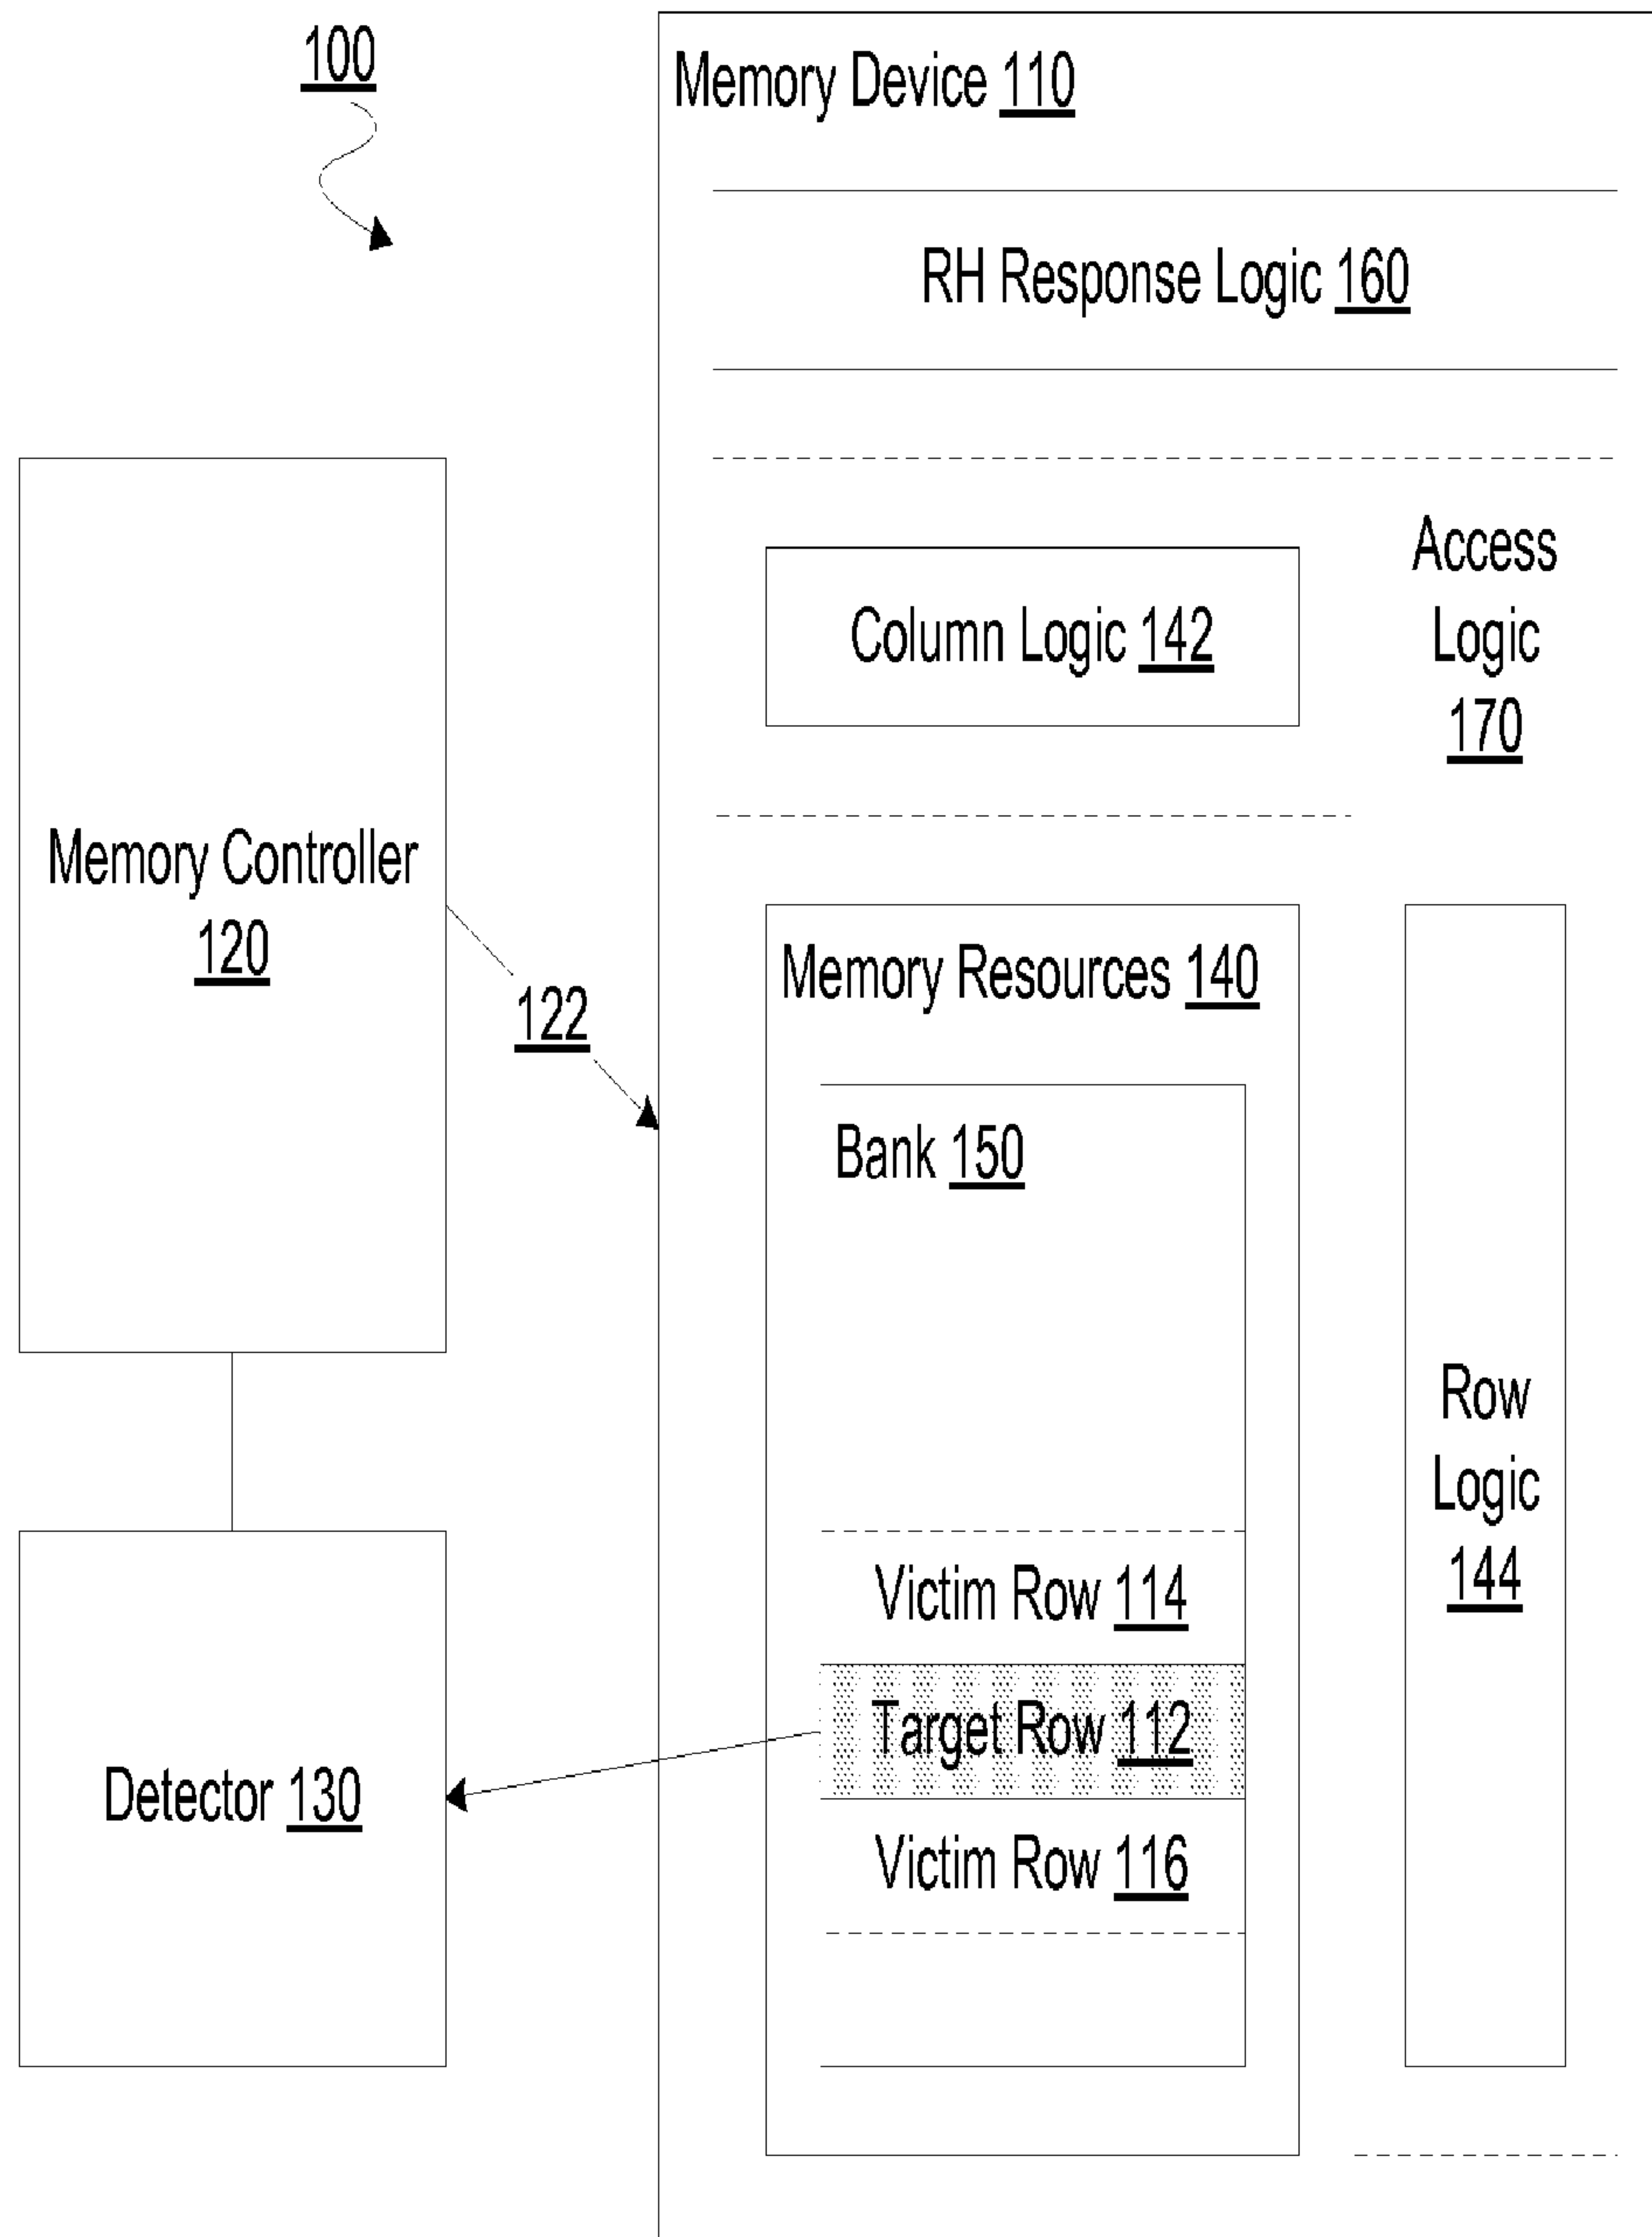 100
Memory Device 110
RH Response Logic 160
Column Logic 142
Access
Logic
170
Memory Controller
120
122
Memory Resources 140
Bank 150
Row
Logic
144
Victim Row 114
Target Row 112
Victim Row 116
Detector 130